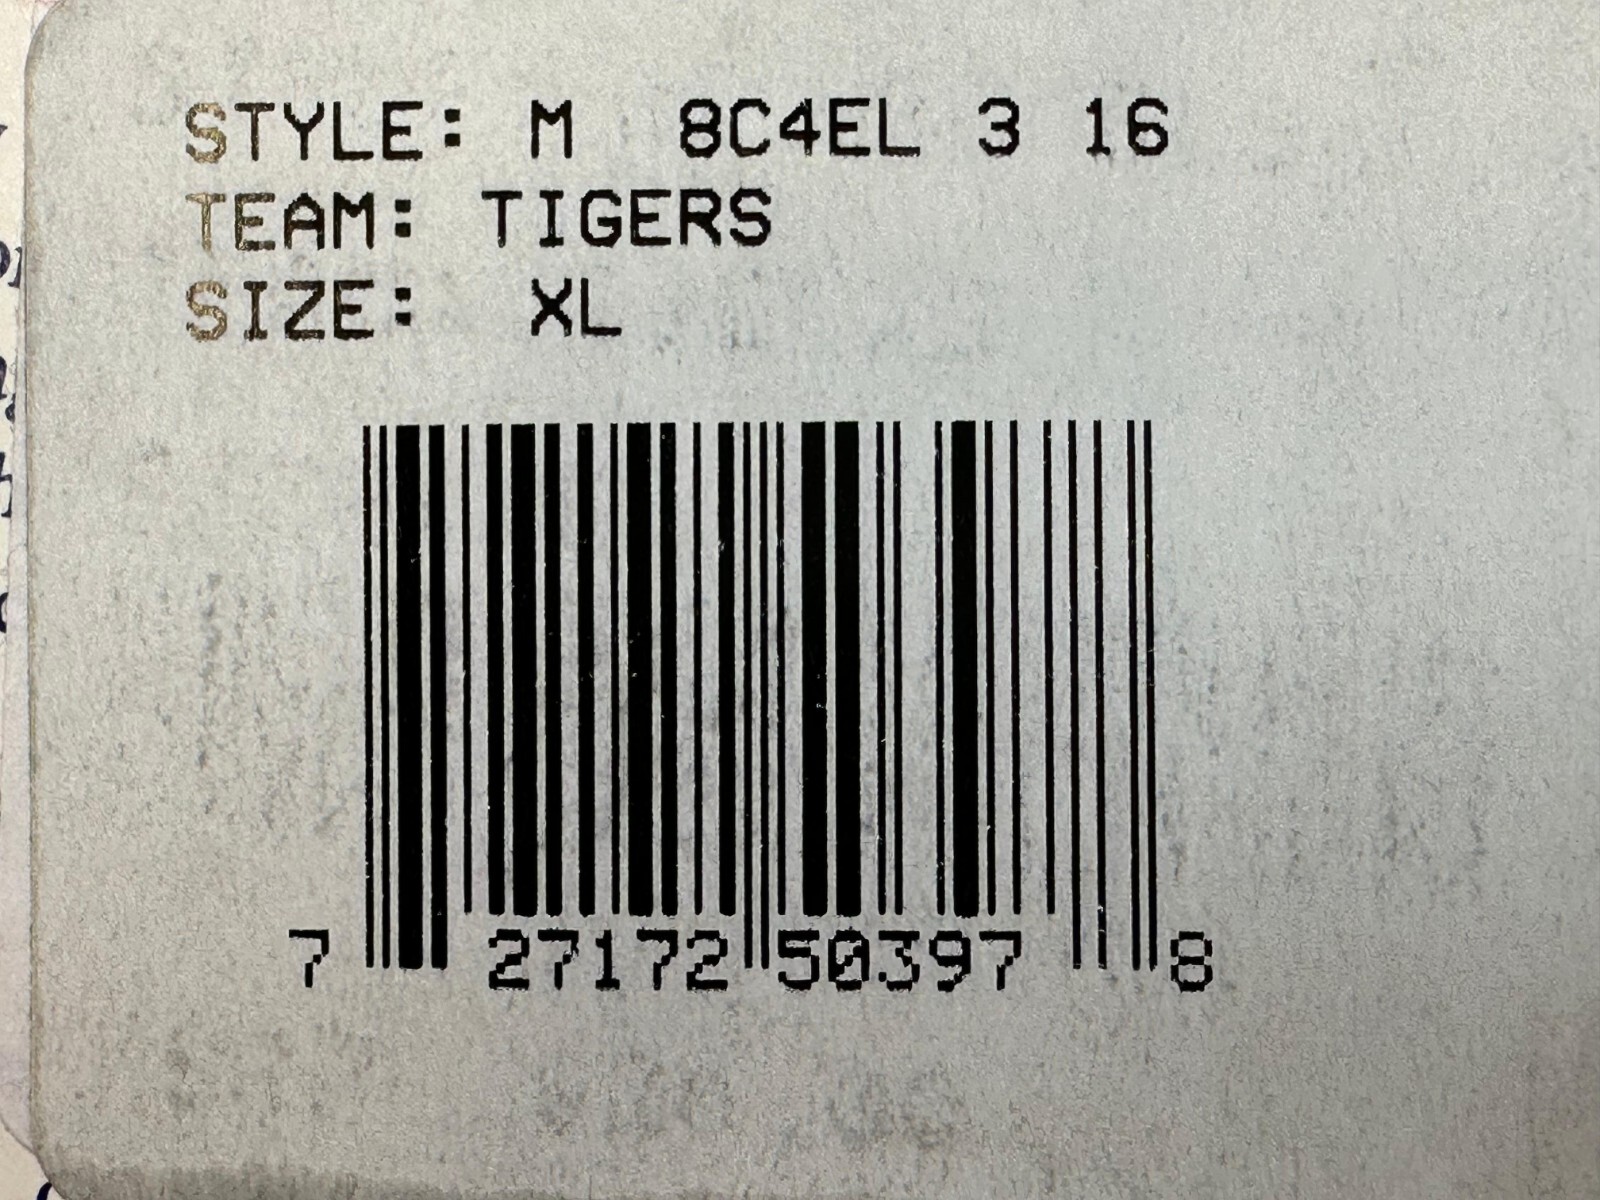 STYLE: M 8C4EL 3 16
TEAM: TIGERS
SIZE: XL
7 27172 50397 8